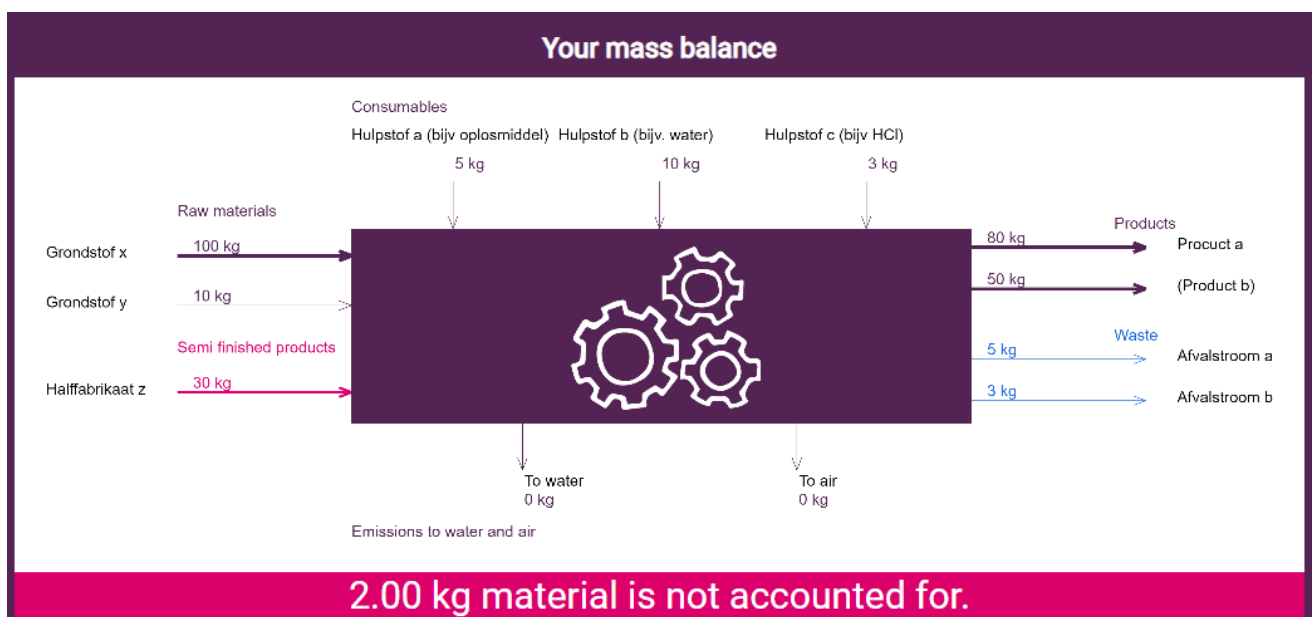 Your mass balance
Consumables
Hulpstof a (bijv oplosmiddel) Hulpstof b (bijv. water) Hulpstof c (bijv HCl)
5 kg 10 kg 3 kg
Raw materials
Grondstof x 100 kg
Grondstof y 10 kg
Semi finished products
Halffabrikaat z 30 kg
Products
80 kg Procuct a
50 kg (Product b)
Waste
5 kg Afvalstroom a
3 kg Afvalstroom b
To water
0 kg
To air
0 kg
Emissions to water and air
2.00 kg material is not accounted for.